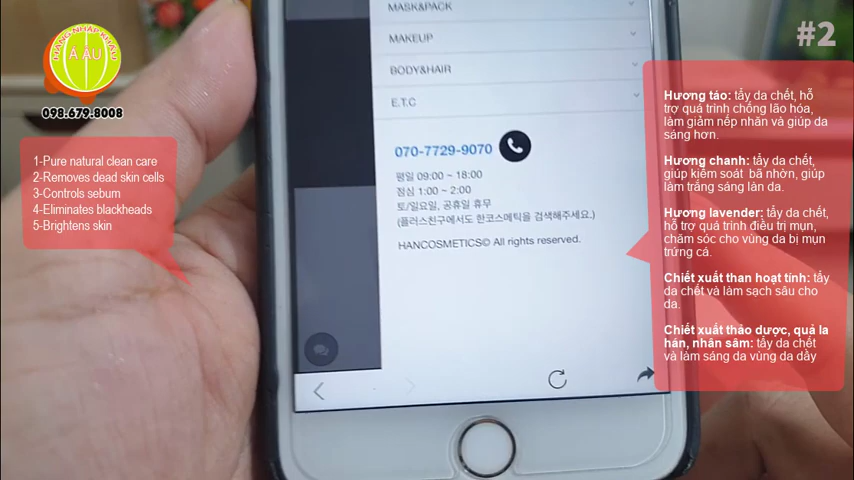 #2
HÀNG NHẬP KHẨU
Á ÂU
098.679.8008
1-Pure natural clean care
2-Removes dead skin cells
3-Controls sebum
4-Eliminates blackheads
5-Brightens skin
MASK&PACK
MAKEUP
BODY&HAIR
E.T.C
070-7729-9070
평일 09:00 ~ 18:00
점심 1:00 ~ 2:00
토/일요일, 공휴일 휴무
(플러스친구에서도 한코스메틱을 검색해주세요.)
HANCOSMETICS© All rights reserved.
Hương táo: tẩy da chết, hỗ
trợ quá trình chống lão hóa,
làm giảm nếp nhăn và giúp da
sáng hơn.
Hương chanh: tẩy da chết,
giúp kiểm soát bã nhờn, giúp
làm trắng sáng làn da.
Hương lavender: tẩy da chết,
hỗ trợ quá trình điều trị mụn,
chăm sóc cho vùng da bị mụn
trứng cá.
Chiết xuất than hoạt tính: tẩy
da chết và làm sạch sâu cho
da.
Chiết xuất thảo dược, quả la
hán, nhân sâm: tẩy da chết
và làm sáng da vùng da dầy